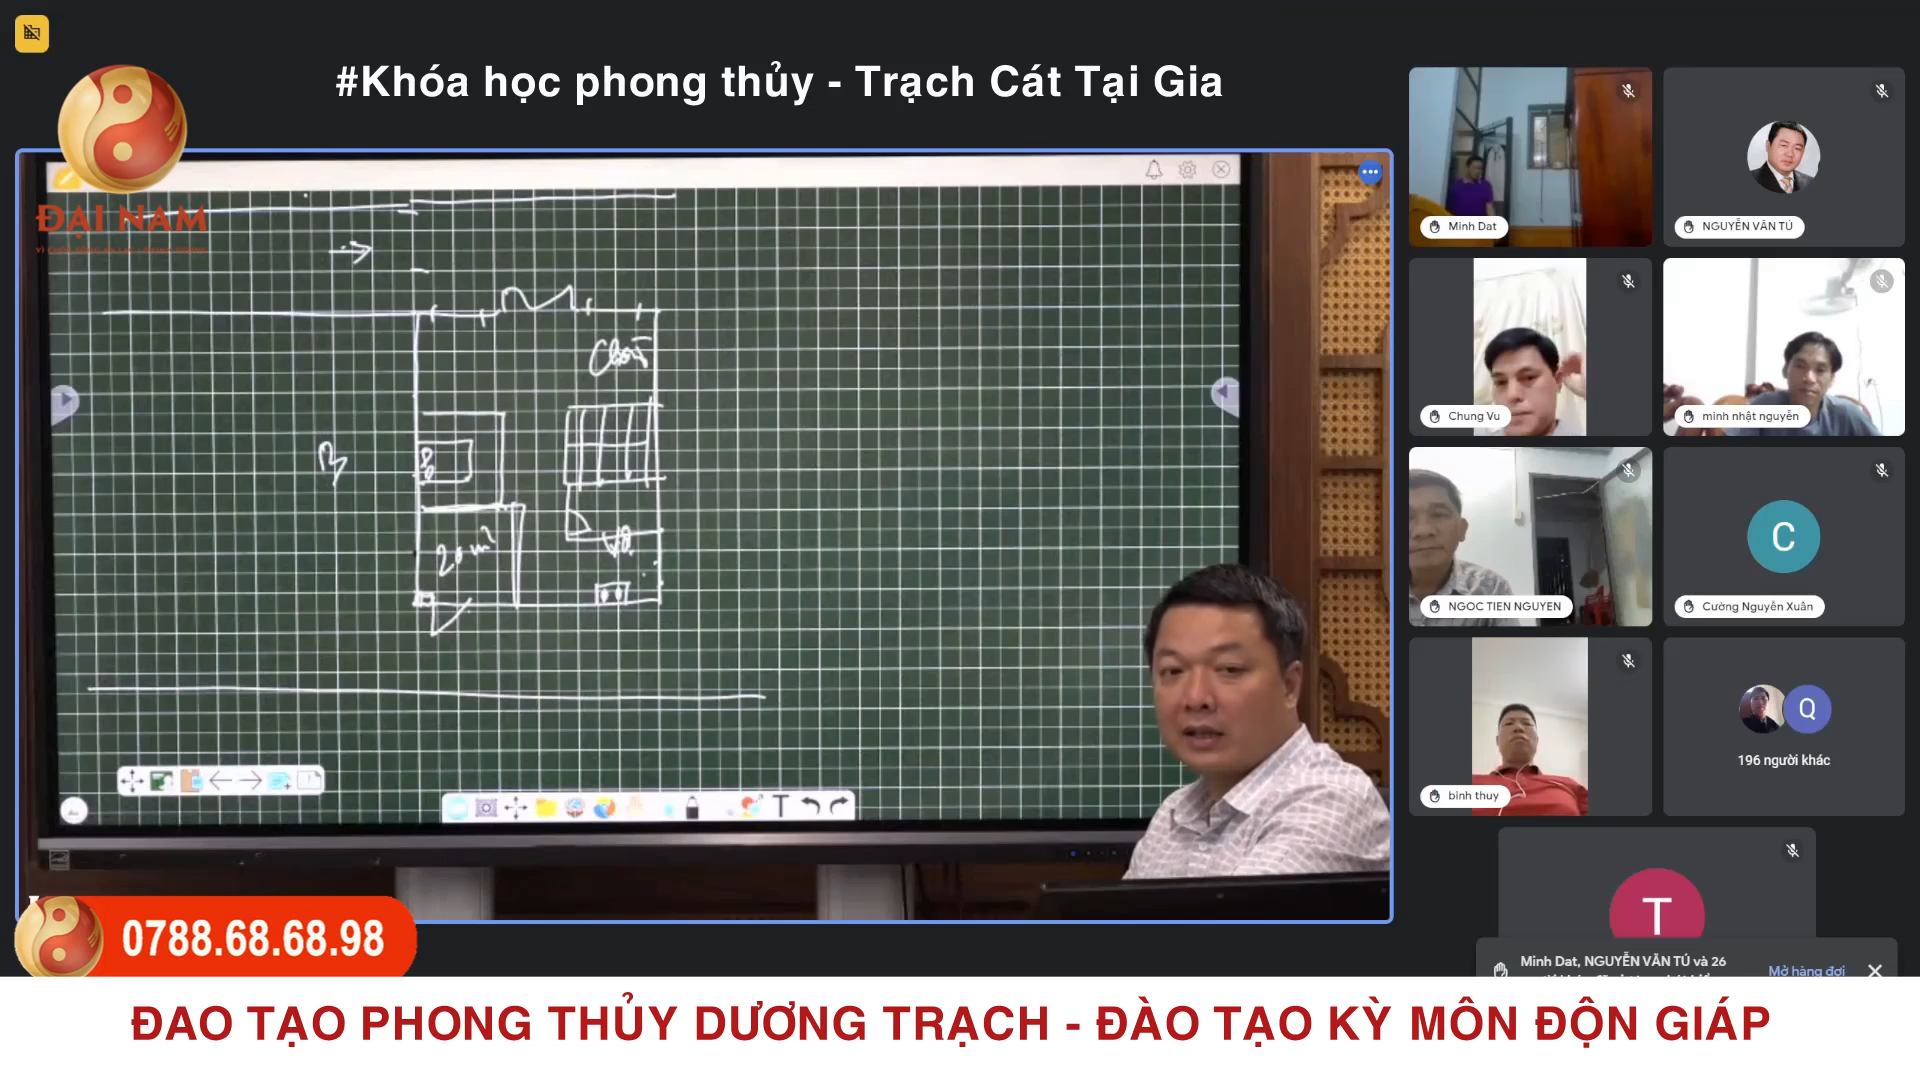 #Khóa học phong thủy - Trạch Cát Tại Gia
ĐẠI NAM
20 m²
Minh Dat
NGUYỄN VĂN TÚ
Chung Vu
minh nhật nguyễn
NGOC TIEN NGUYEN
C
Cường Nguyễn Xuân
binh thuy
Q
196 người khác
T
Minh Dat, NGUYỄN VĂN TÚ và 26
Mở hàng đợi
0788.68.68.98
ĐAO TẠO PHONG THỦY DƯƠNG TRẠCH - ĐÀO TẠO KỲ MÔN ĐỘN GIÁP